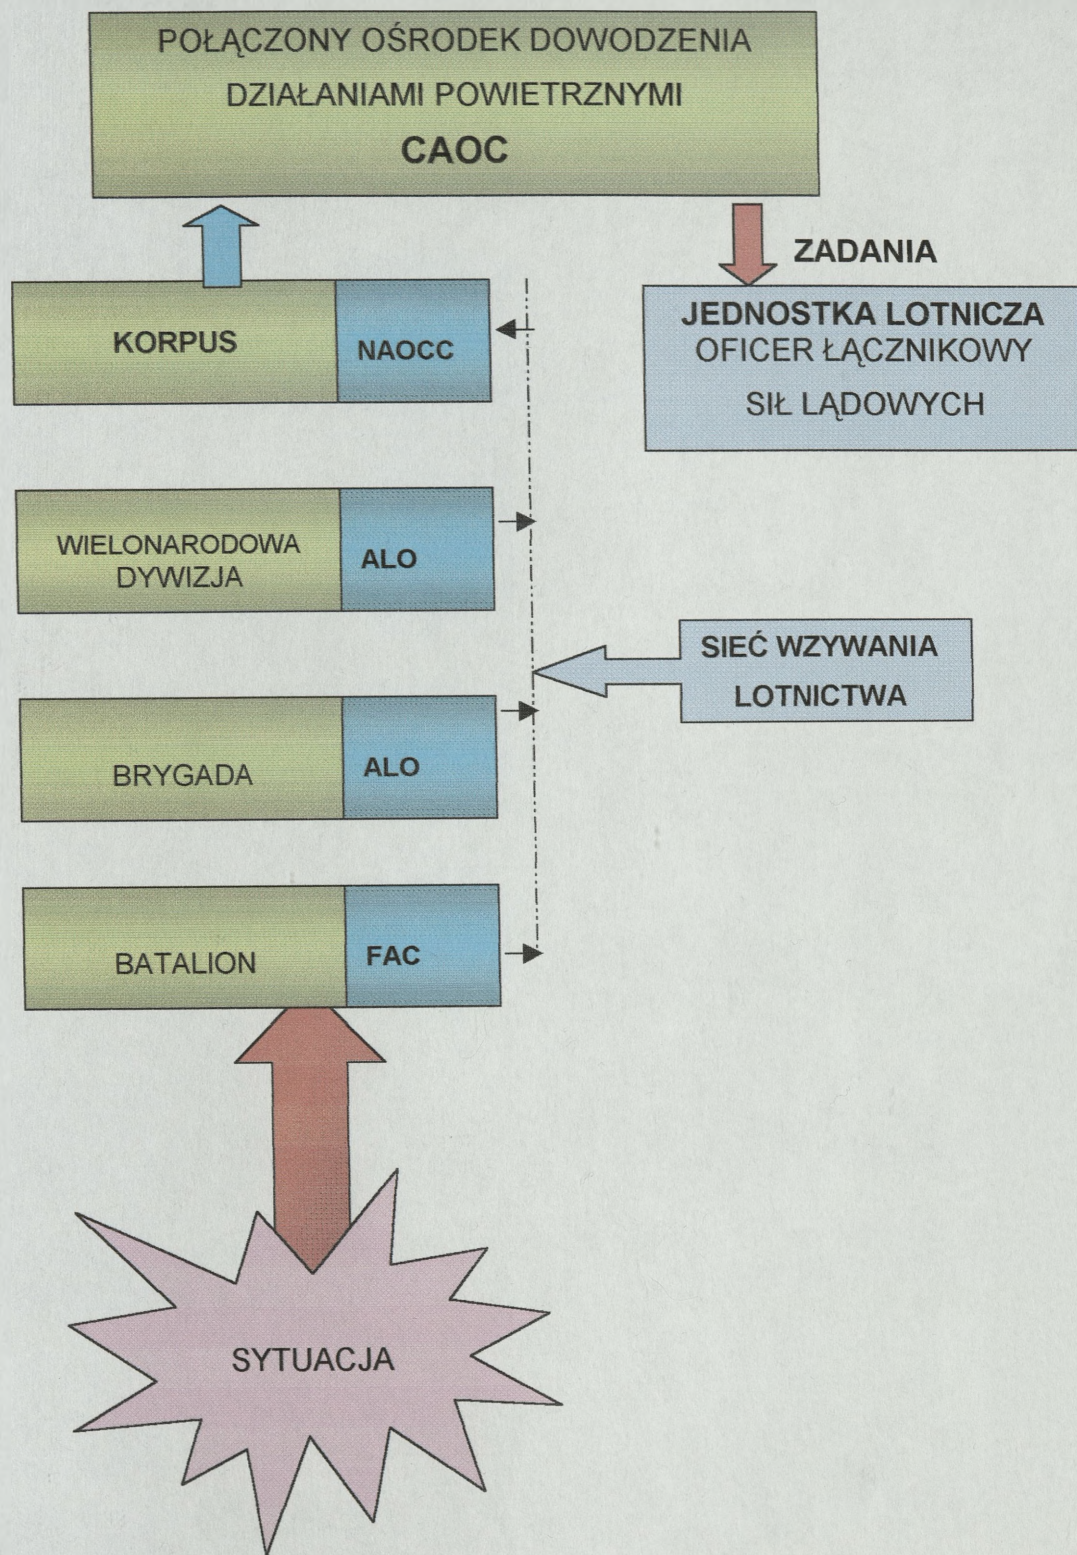 POŁĄCZONY OŚRODEK DOWODZENIA
DZIAŁANIAMI POWIETRZNYMI
CAOC
ZADANIA
KORPUS
NAOCC
JEDNOSTKA LOTNICZA
OFICER ŁĄCZNIKOWY
SIŁ LĄDOWYCH
WIELONARODOWA
DYWIZJA
ALO
SIEĆ WZYWANIA
LOTNICTWA
BRYGADA
ALO
BATALION
FAC
SYTUACJA